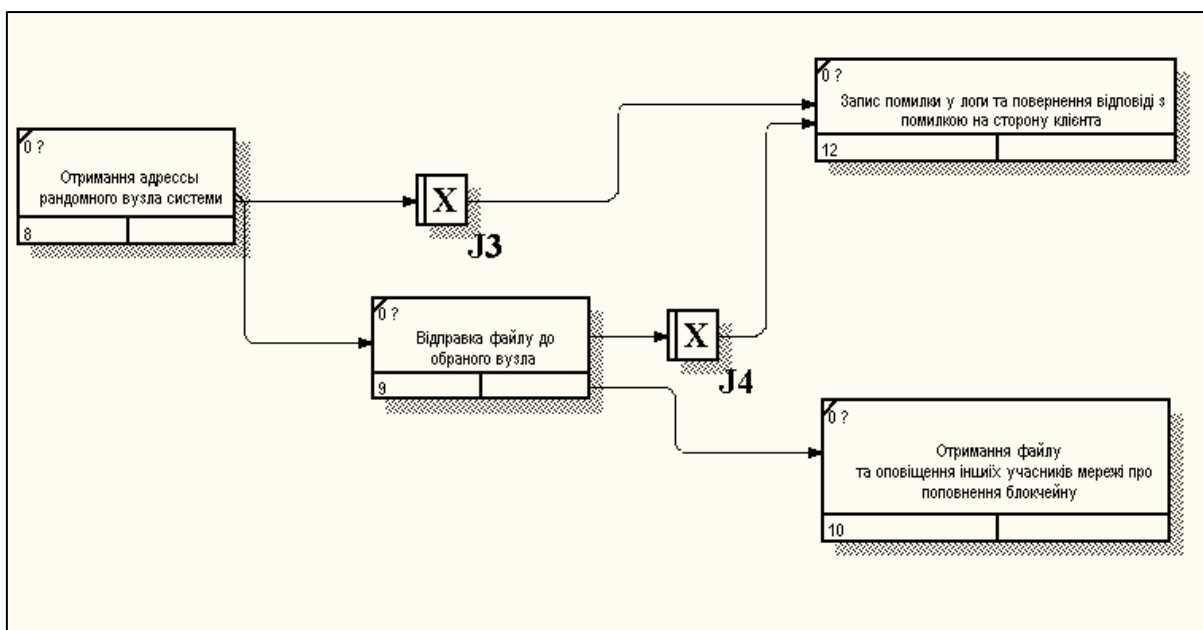 0 ?
Отримання адрессы
рандомного вузла системи
8
X
J3
0 ?
Запис помилки у логи та повернення відповіді з
помилкою на сторону клієнта
12
0 ?
Відправка файлу до
обраного вузла
9
X
J4
0 ?
Отримання файлу
та оповіщення інших учасників мережі про
поповнення блокчейну
10